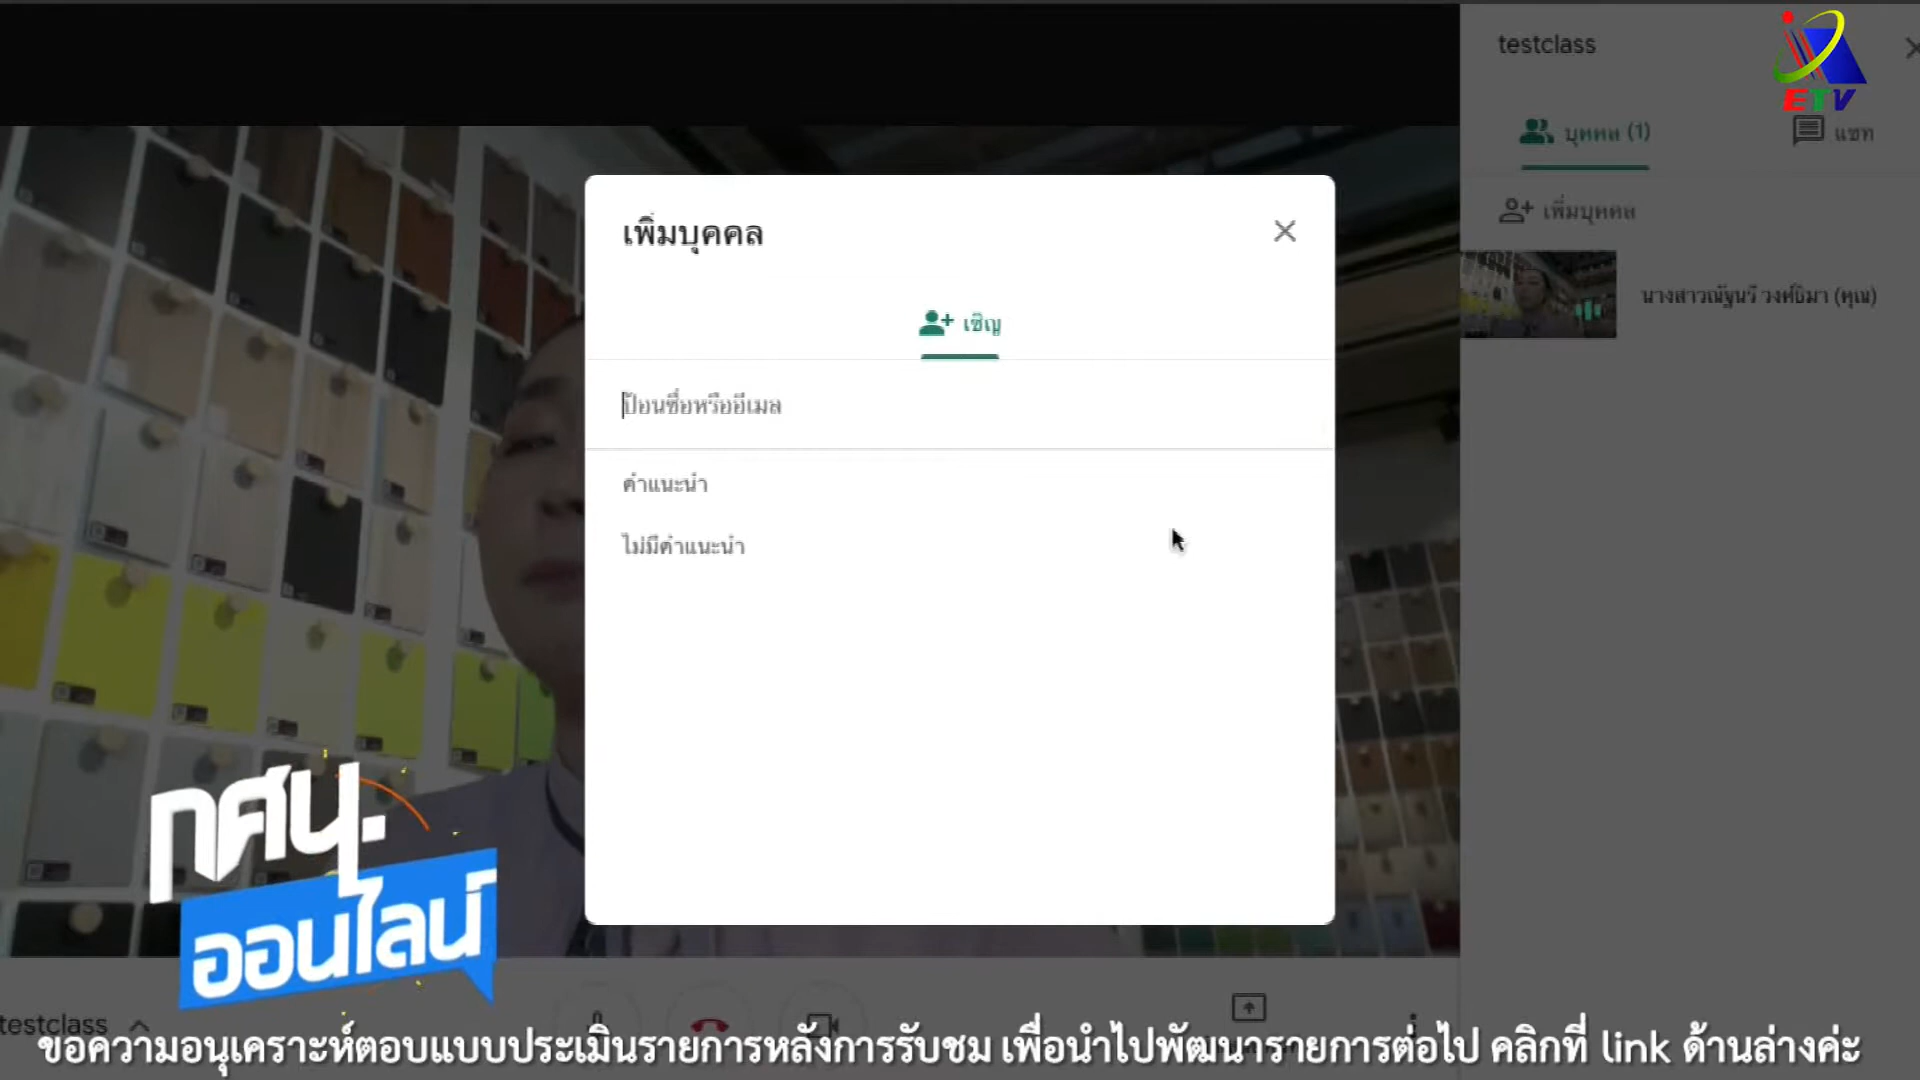 testclass
ETV
บุคคล (1)
แชท
เพิ่มบุคคล
เพิ่มบุคคล
เชิญ
ป้อนชื่อหรืออีเมล
คำแนะนำ
ไม่มีคำแนะนำ
กศน.
ออนไลน์
testclass
ขอความอนุเคราะห์ตอบแบบประเมินรายการหลังการรับชม เพื่อนำไปพัฒนารายการต่อไป คลิกที่ link ด้านล่างค่ะ